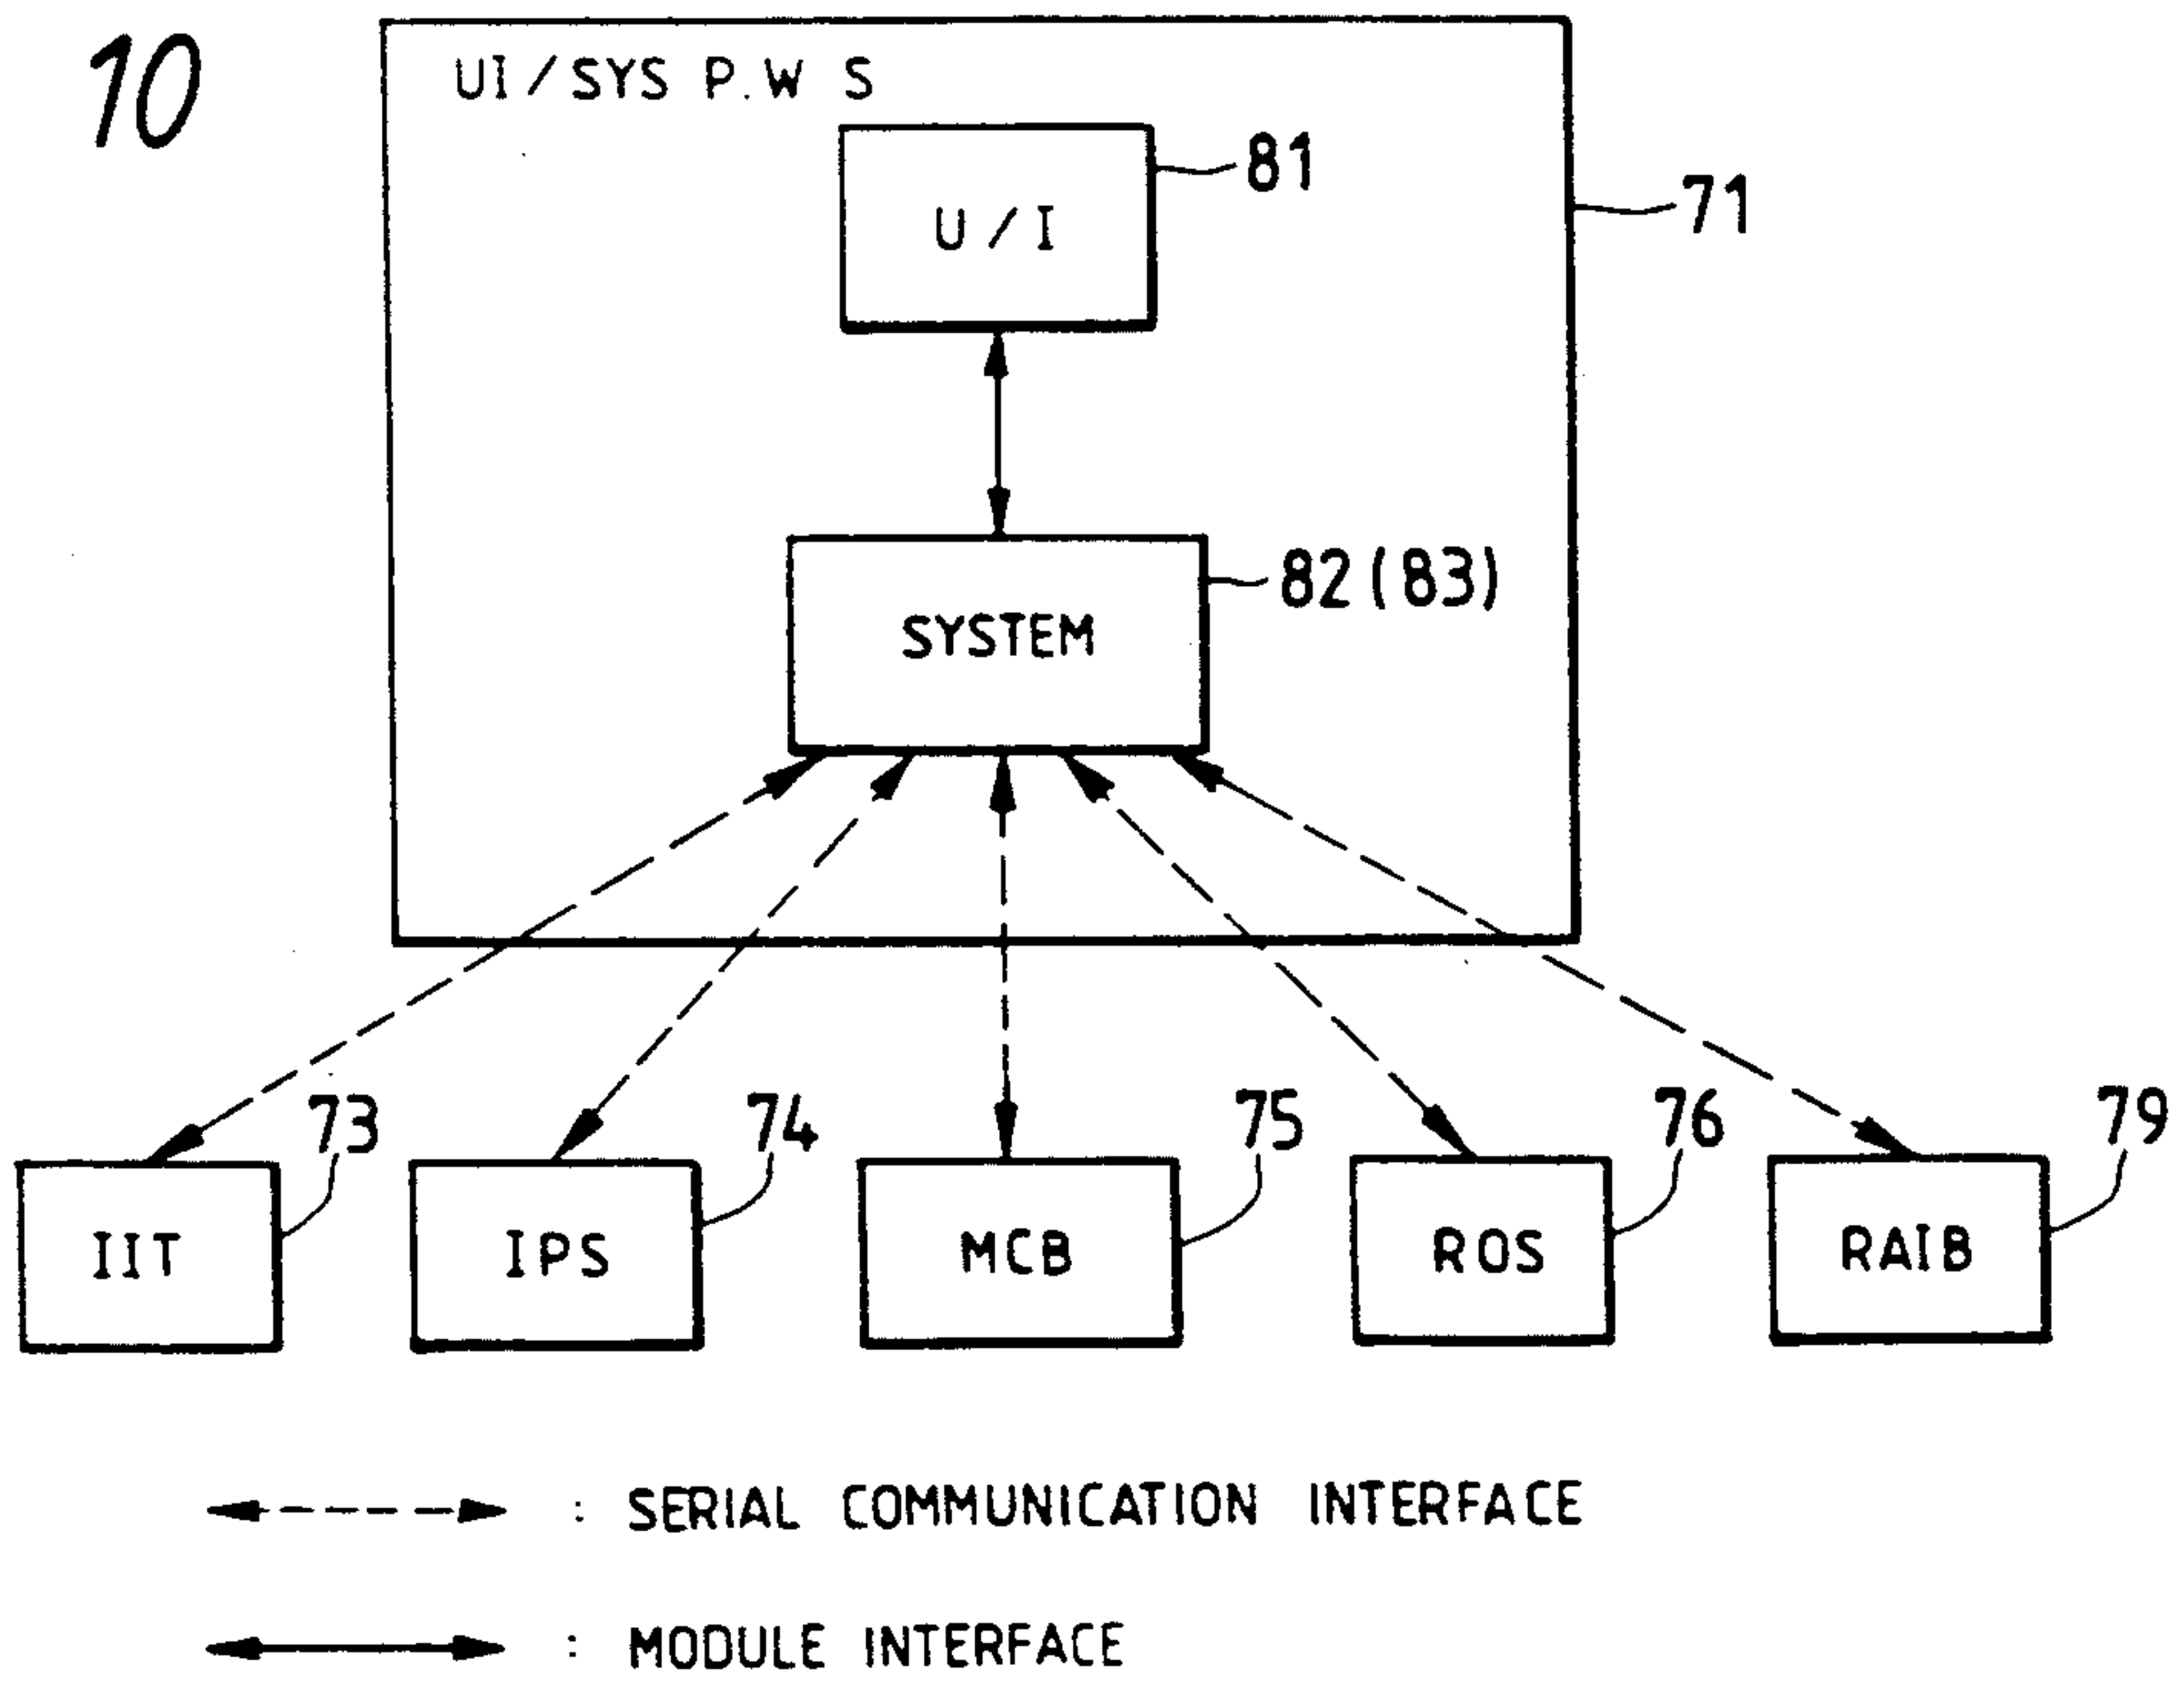 10
UI/SYS P.W S
81
U/I
71
82(83)
SYSTEM
73
74
75
76
79
IIT
IPS
MCB
ROS
RAIB
: SERIAL COMMUNICATION INTERFACE
: MODULE INTERFACE